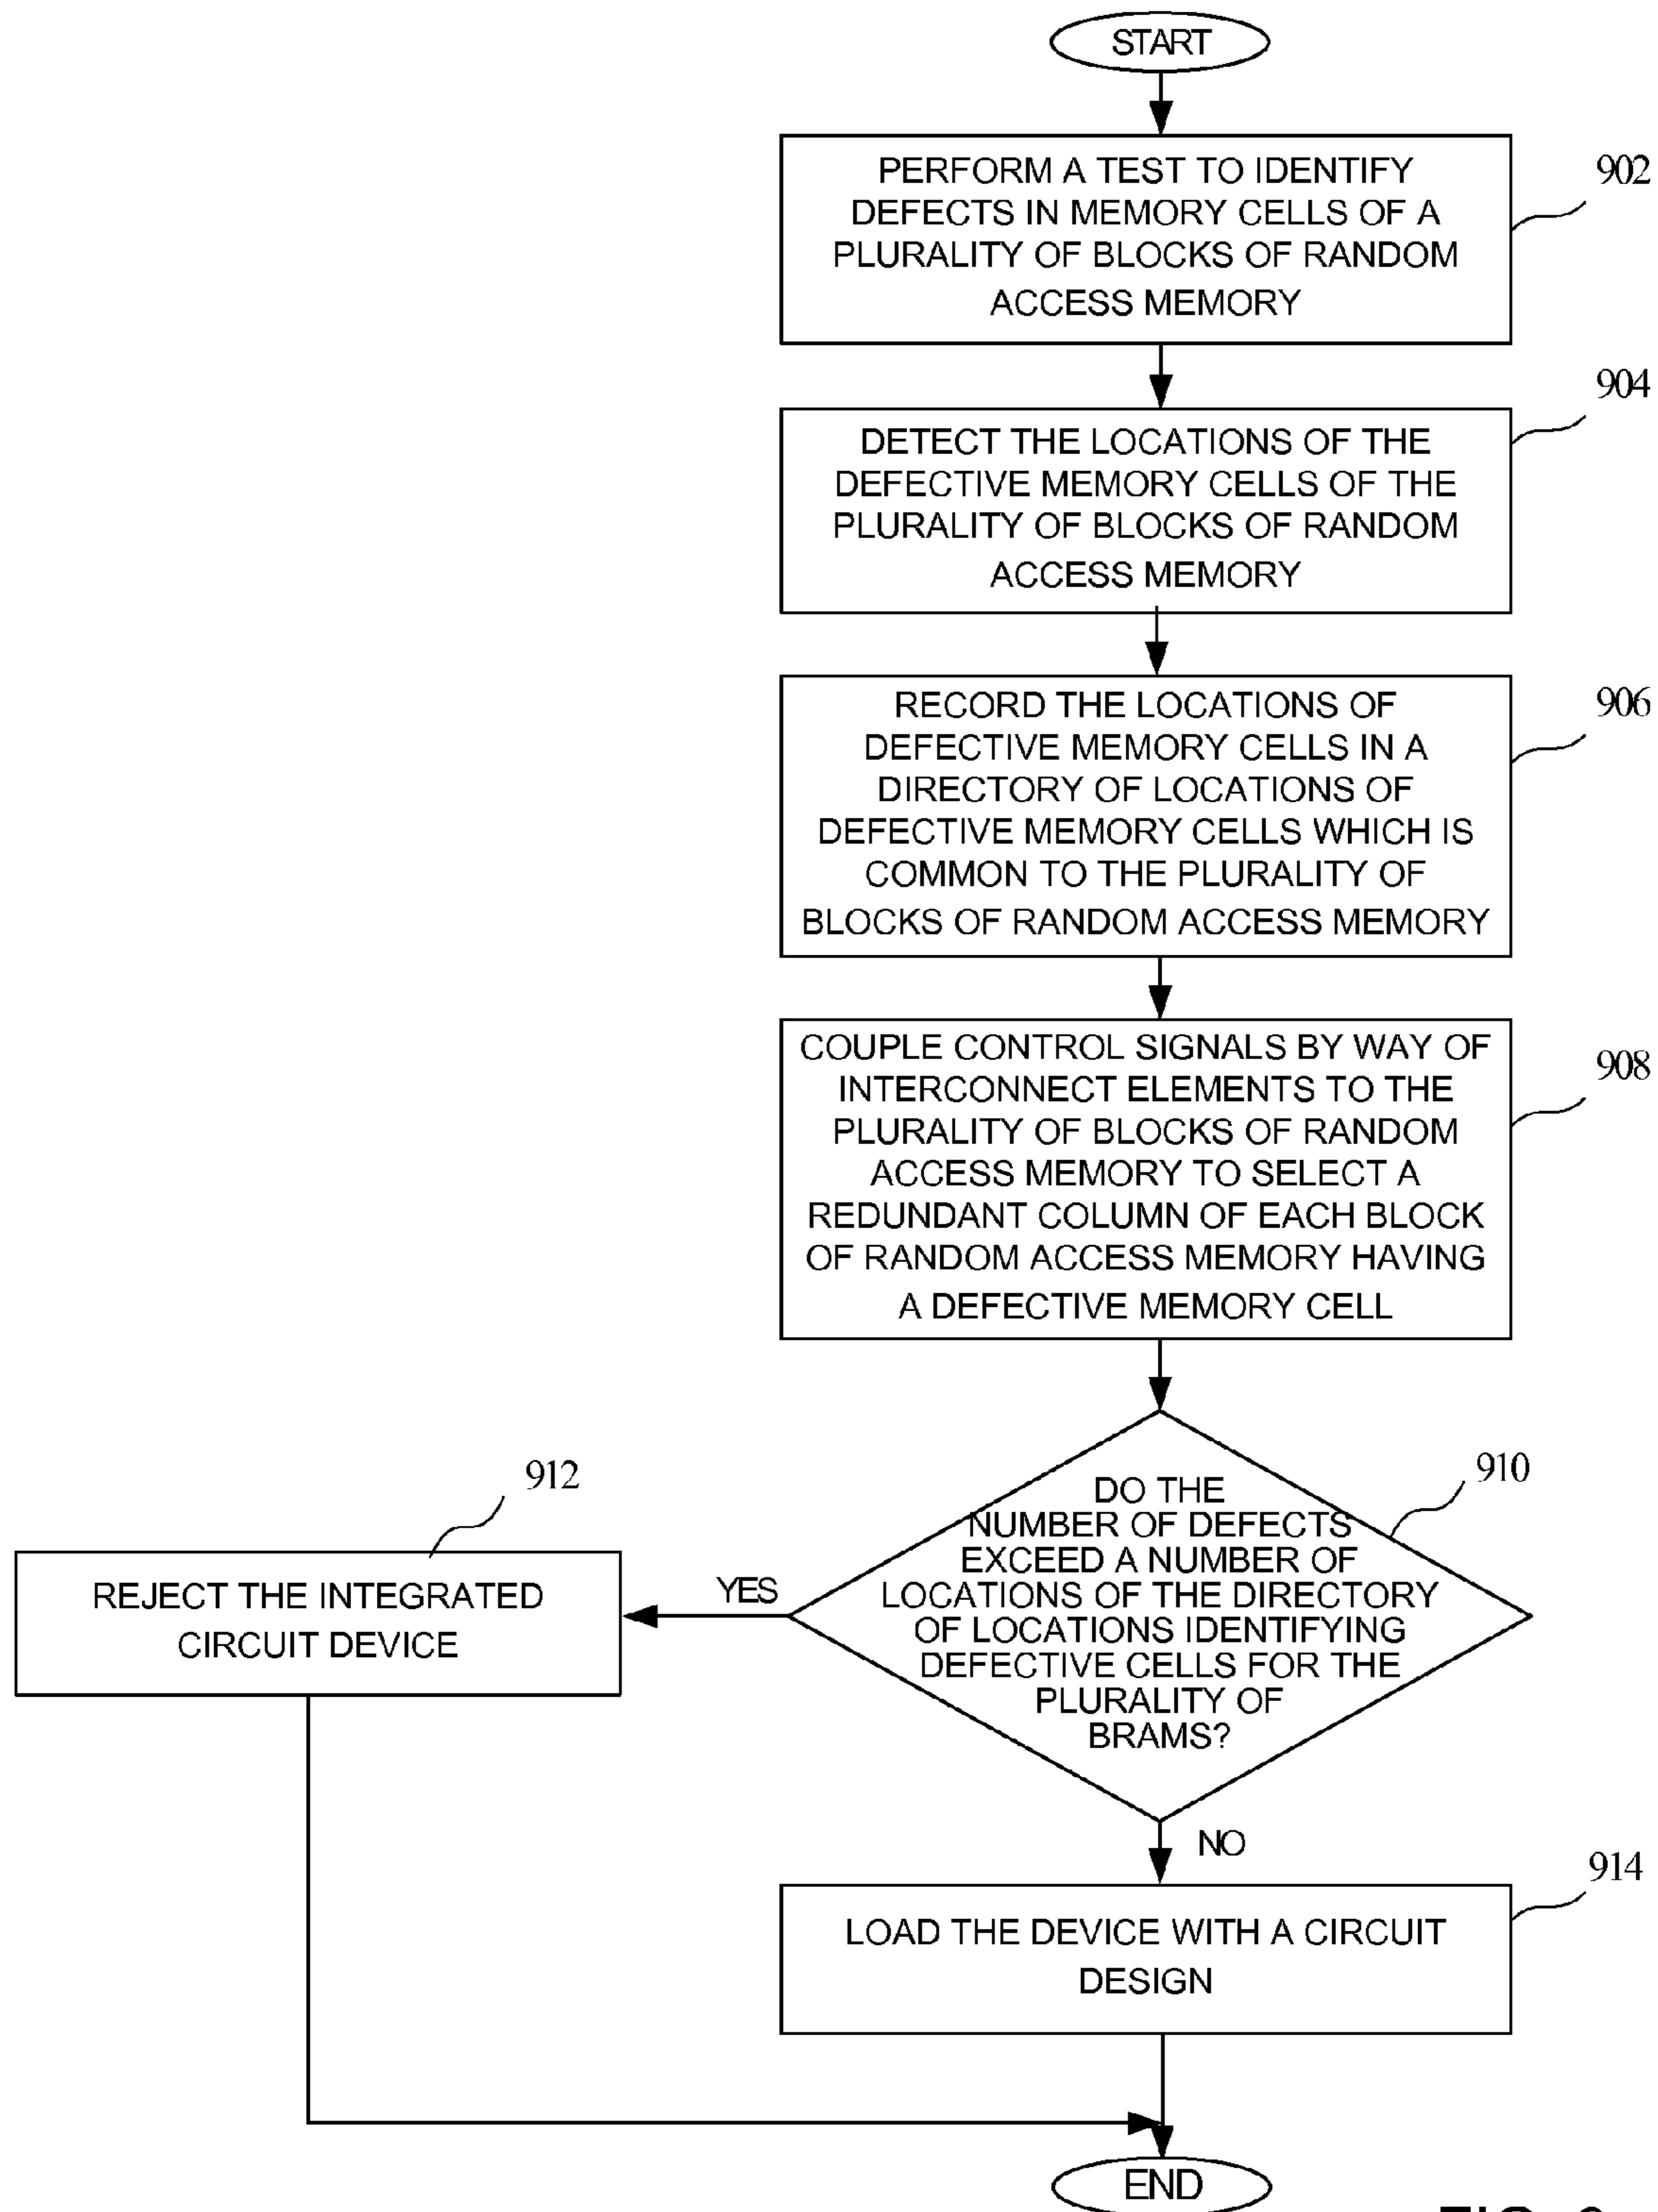 START
PERFORM A TEST TO IDENTIFY
DEFECTS IN MEMORY CELLS OF A
PLURALITY OF BLOCKS OF RANDOM
ACCESS MEMORY
902
DETECT THE LOCATIONS OF THE
DEFECTIVE MEMORY CELLS OF THE
PLURALITY OF BLOCKS OF RANDOM
ACCESS MEMORY
904
RECORD THE LOCATIONS OF
DEFECTIVE MEMORY CELLS IN A
DIRECTORY OF LOCATIONS OF
DEFECTIVE MEMORY CELLS WHICH IS
COMMON TO THE PLURALITY OF
BLOCKS OF RANDOM ACCESS MEMORY
906
COUPLE CONTROL SIGNALS BY WAY OF
INTERCONNECT ELEMENTS TO THE
PLURALITY OF BLOCKS OF RANDOM
ACCESS MEMORY TO SELECT A
REDUNDANT COLUMN OF EACH BLOCK
OF RANDOM ACCESS MEMORY HAVING
A DEFECTIVE MEMORY CELL
908
DO THE
NUMBER OF DEFECTS
EXCEED A NUMBER OF
LOCATIONS OF THE DIRECTORY
OF LOCATIONS IDENTIFYING
DEFECTIVE CELLS FOR THE
PLURALITY OF
BRAMS?
910
YES
912
REJECT THE INTEGRATED
CIRCUIT DEVICE
NO
914
LOAD THE DEVICE WITH A CIRCUIT
DESIGN
END